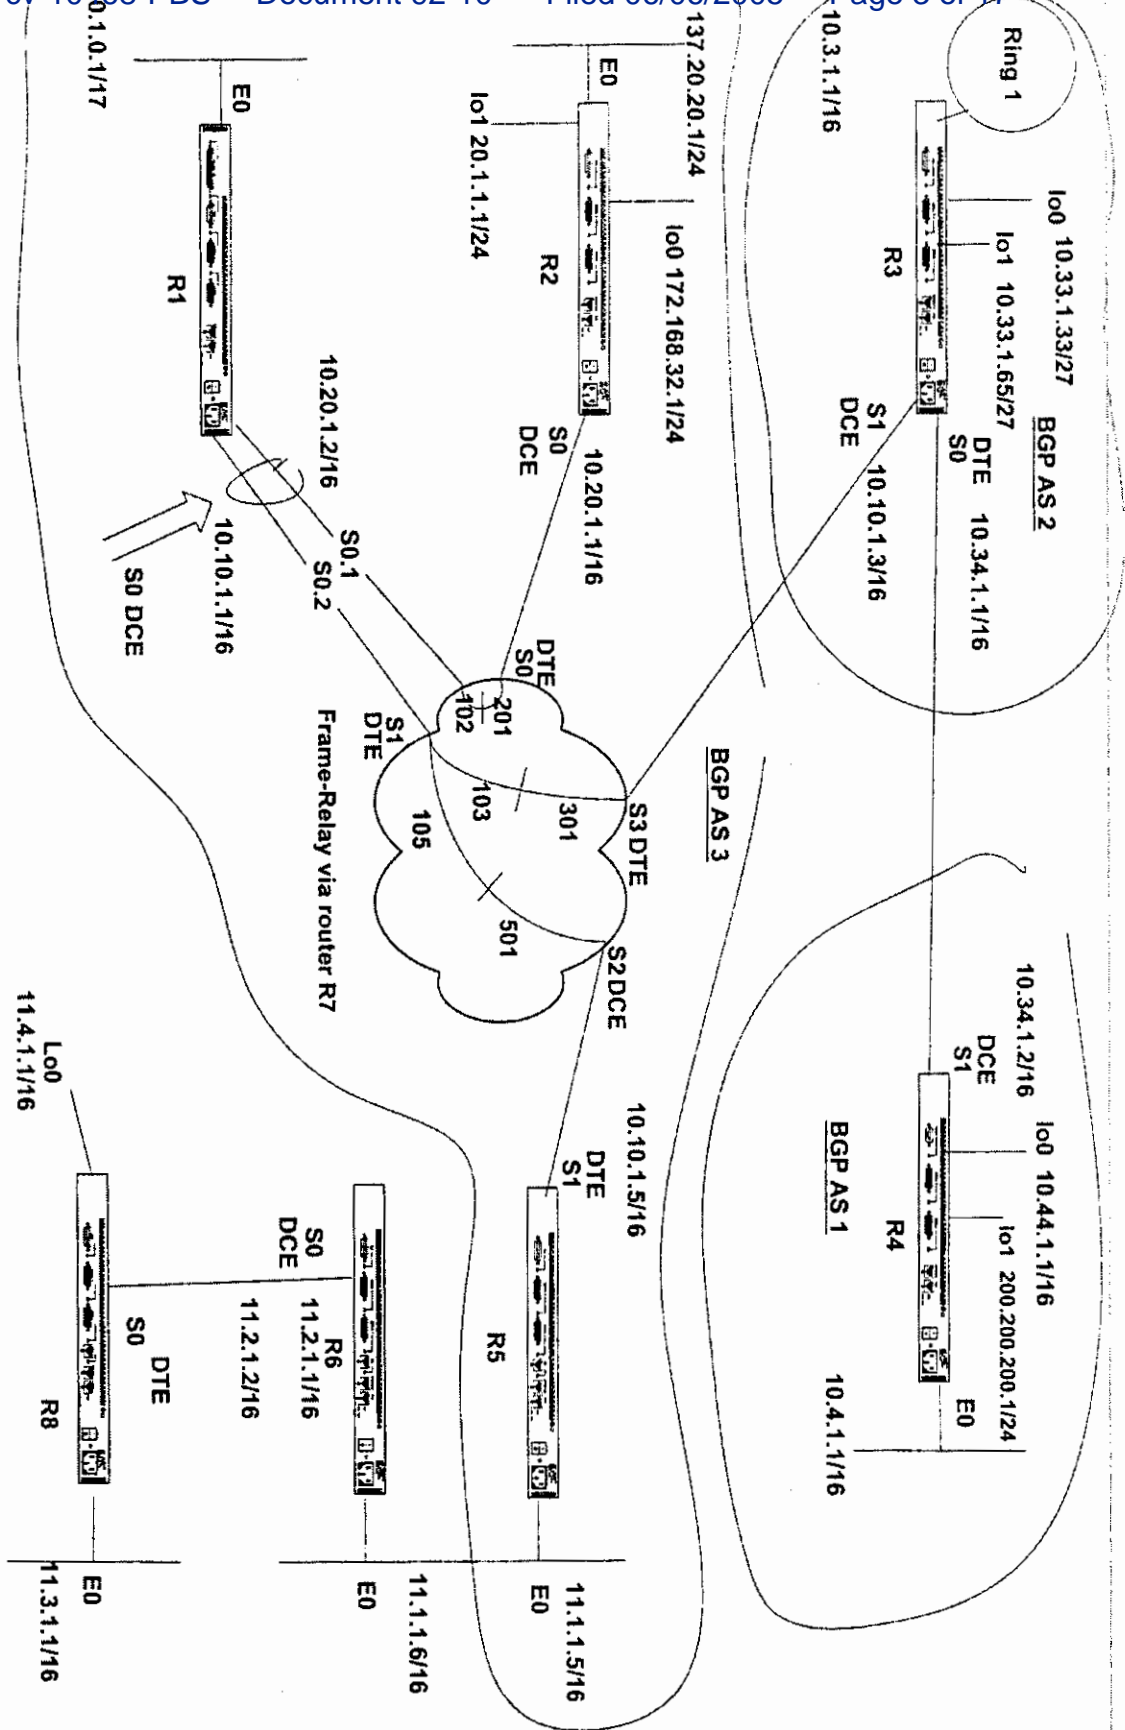 Document 02-10 Filed 03/03/2008 Page 3 of 17
Ring 1
10.3.1.1/16
lo0 10.33.1.33/27
lo1 10.33.1.65/27
R3
BGP AS 2
DTE
S0
10.34.1.1/16
S1
DCE
10.10.1.3/16
10.34.1.2/16
DCE
S1
lo0 10.44.1.1/16
lo1 200.200.200.1/24
R4
BGP AS 1
E0
10.4.1.1/16
137.20.20.1/24
E0
lo0 172.168.32.1/24
lo1 20.1.1.1/24
R2
S0
DCE
10.20.1.1/16
BGP AS 3
DTE
S0
201
102
S3 DTE
301
103
S1
DTE
105
501
S2DCE
Frame-Relay via router R7
10.10.1.5/16
DTE
S1
R5
E0
11.1.1.5/16
0.1.0.1/17
E0
R1
10.20.1.2/16
S0.1
S0.2
10.10.1.1/16
S0 DCE
S0
DCE
R6
11.2.1.1/16
11.2.1.2/16
E0
11.1.1.6/16
Lo0
11.4.1.1/16
S0
DTE
R8
E0
11.3.1.1/16